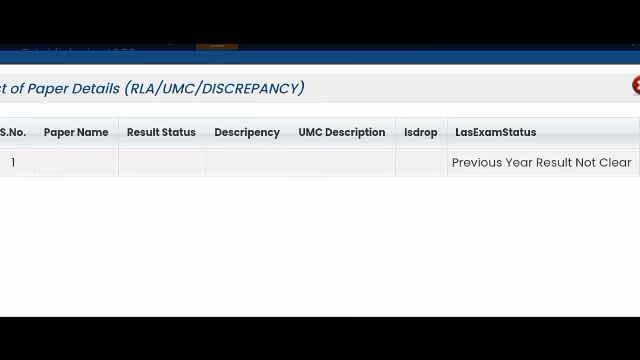 st of Paper Details (RLA/UMC/DISCREPANCY)
S.No. Paper Name Result Status Descripency UMC Description Isdrop LasExamStatus
1 Previous Year Result Not Clear